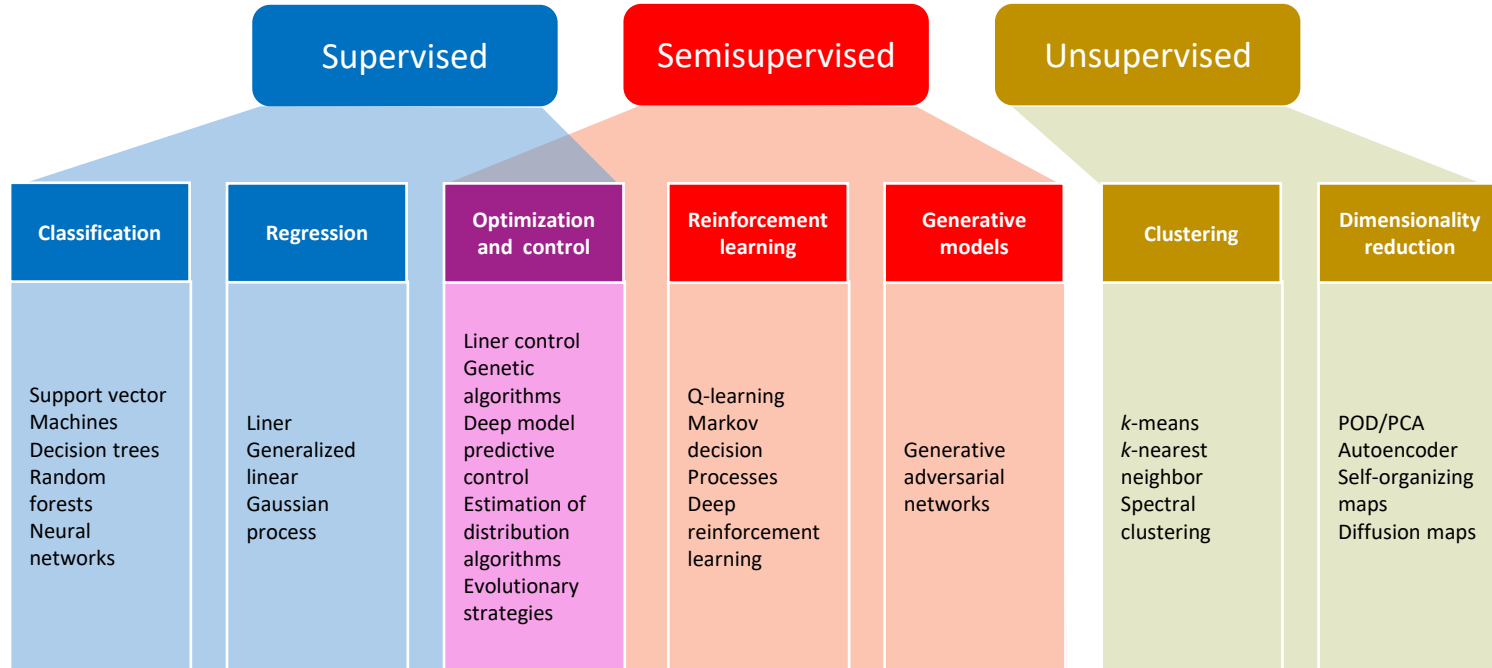 Supervised
Semisupervised
Unsupervised
Classification
Regression
Optimization
and control
Reinforcement
learning
Generative
models
Clustering
Dimensionality
reduction
Support vector
Machines
Decision trees
Random
forests
Neural
networks
Liner
Generalized
linear
Gaussian
process
Liner control
Genetic
algorithms
Deep model
predictive
control
Estimation of
distribution
algorithms
Evolutionary
strategies
Q-learning
Markov
decision
Processes
Deep
reinforcement
learning
Generative
adversarial
networks
k-means
k-nearest
neighbor
Spectral
clustering
POD/PCA
Autoencoder
Self-organizing
maps
Diffusion maps